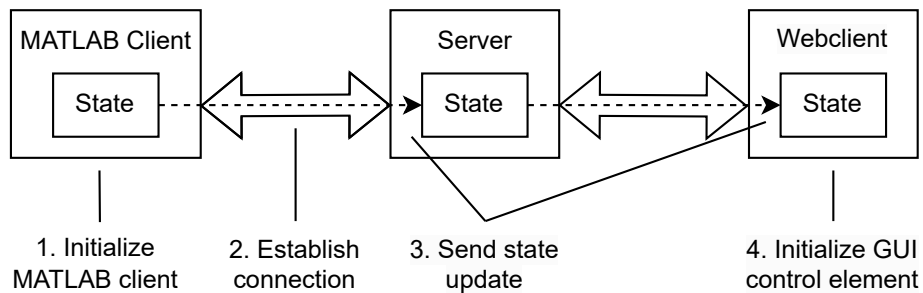 MATLAB Client
Server
Webclient
State
State
State
1. Initialize
MATLAB client
2. Establish
connection
3. Send state
update
4. Initialize GUI
control element